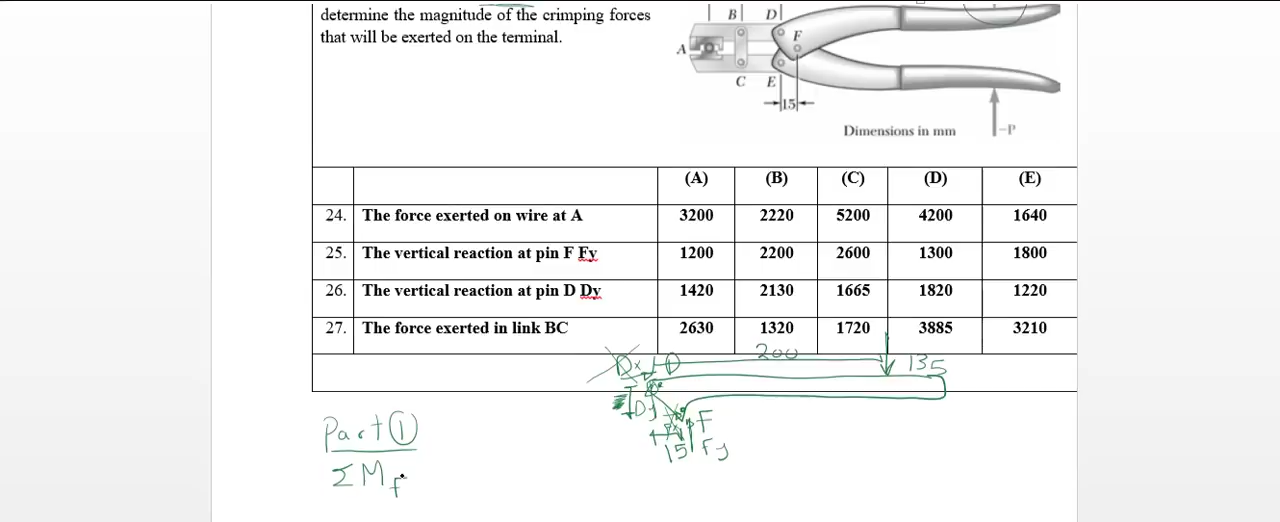 determine the magnitude of the crimping forces
that will be exerted on the terminal.
B D
F
A
C E
15
Dimensions in mm
-P
(A) (B) (C) (D) (E)
24. The force exerted on wire at A 3200 2220 5200 4200 1640
25. The vertical reaction at pin F Fy 1200 2200 2600 1300 1800
26. The vertical reaction at pin D Dy 1420 2130 1665 1820 1220
27. The force exerted in link BC 2630 1320 1720 3885 3210
200
Dx D 135
Dy
F
Fx
15 Fy
Part 1
ΣM f